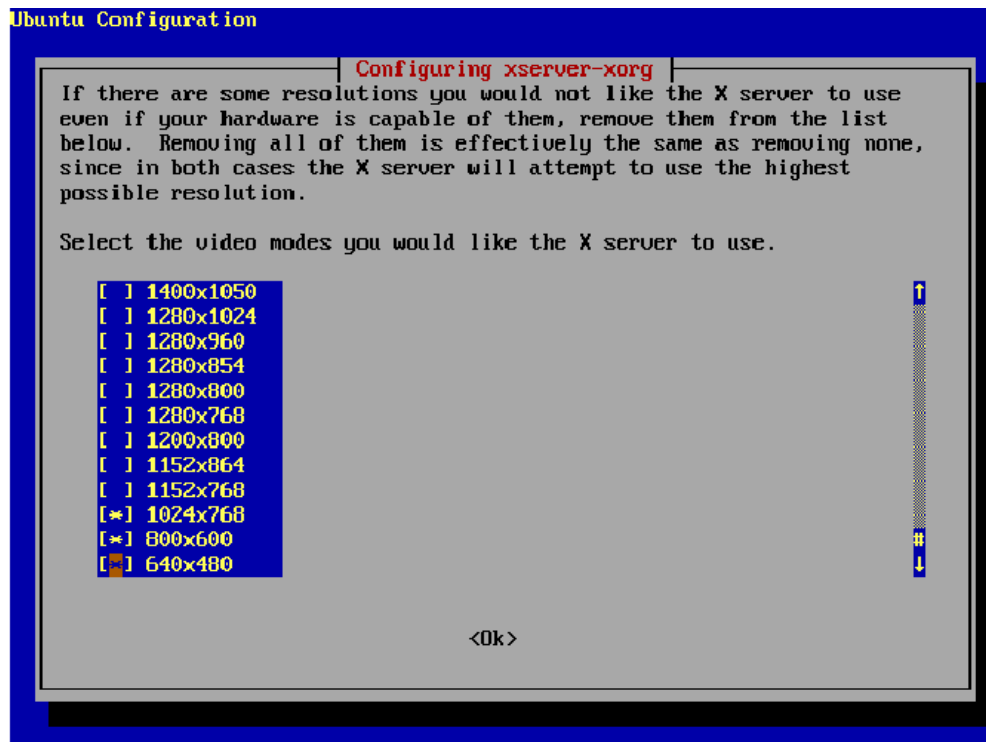 Ubuntu Configuration
Configuring xserver-xorg
If there are some resolutions you would not like the X server to use
even if your hardware is capable of them, remove them from the list
below.  Removing all of them is effectively the same as removing none,
since in both cases the X server will attempt to use the highest
possible resolution.
Select the video modes you would like the X server to use.
[ ] 1400x1050
[ ] 1280x1024
[ ] 1280x960
[ ] 1280x854
[ ] 1280x800
[ ] 1280x768
[ ] 1200x800
[ ] 1152x864
[ ] 1152x768
[*] 1024x768
[*] 800x600
[*] 640x480
<Ok>